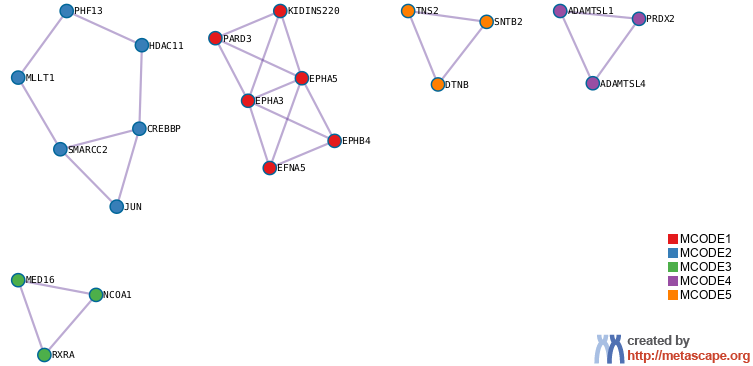 PHF13
HDAC11
MLLT1
CREBBP
SMARCC2
JUN
KIDINS220
PARD3
EPHA5
EPHA3
EPHB4
EFNA5
TNS2
SNTB2
DTNB
ADAMTSL1
PRDX2
ADAMTSL4
MED16
NCOA1
RXRA
MCODE1
MCODE2
MCODE3
MCODE4
MCODE5
created by
http://metascape.org